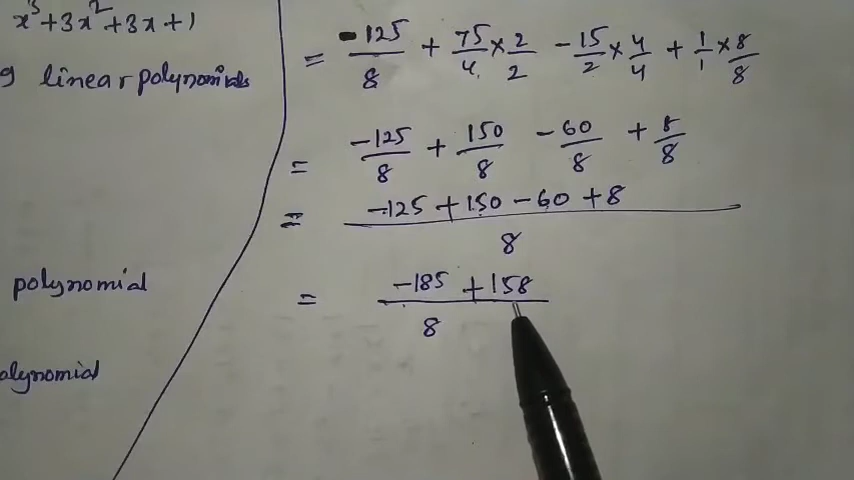 x³ + 3x² + 3x + 1
g linear polynomials
polynomial
olynomial
= -125/8 + 75/4 × 2/2 - 15/2 × 4/4 + 1/1 × 8/8
= -125/8 + 150/8 - 60/8 + 8/8
= (-125 + 150 - 60 + 8)/8
= (-185 + 158)/8